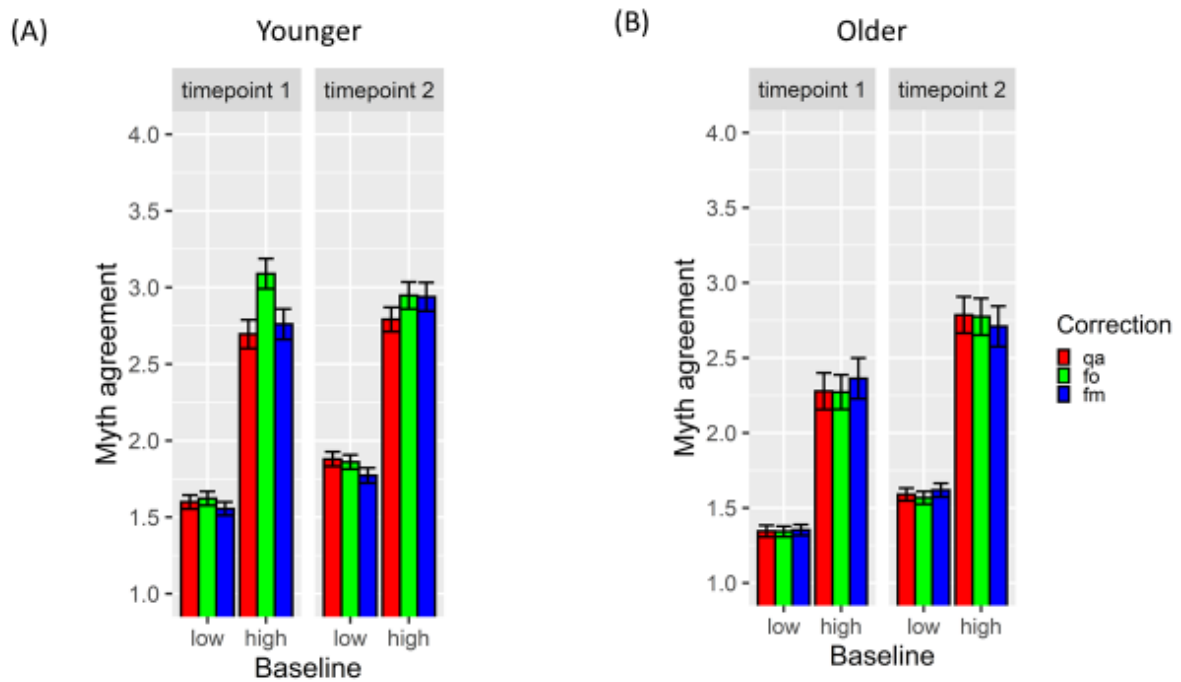 (A)
Younger
timepoint 1
timepoint 2
4.0
3.5
3.0
2.5
2.0
1.5
1.0
Myth agreement
low
high
low
high
Baseline
(B)
Older
timepoint 1
timepoint 2
4.0
3.5
3.0
2.5
2.0
1.5
1.0
Myth agreement
low
high
low
high
Baseline
Correction
qa
fo
fm